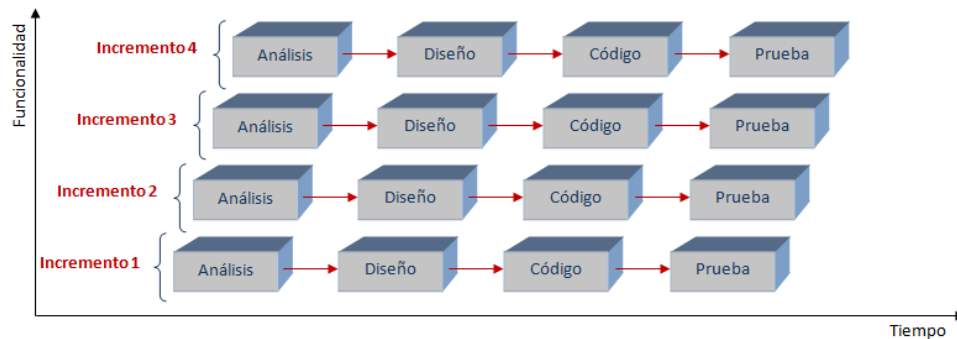 Funcionalidad
Incremento 4
Análisis
Diseño
Código
Prueba
Incremento 3
Análisis
Diseño
Código
Prueba
Incremento 2
Análisis
Diseño
Código
Prueba
Incremento 1
Análisis
Diseño
Código
Prueba
Tiempo